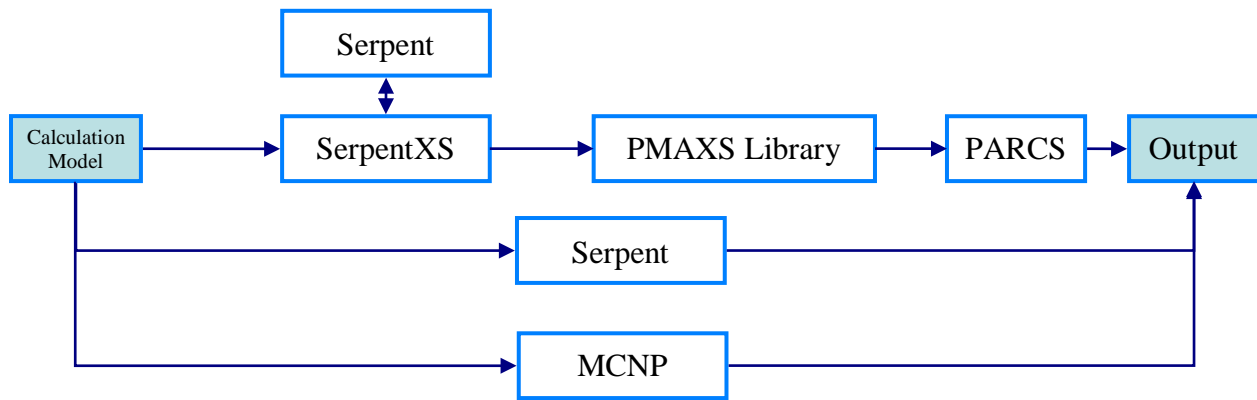 Serpent
Calculation
Model
SerpentXS
PMAXS Library
PARCS
Output
Serpent
MCNP